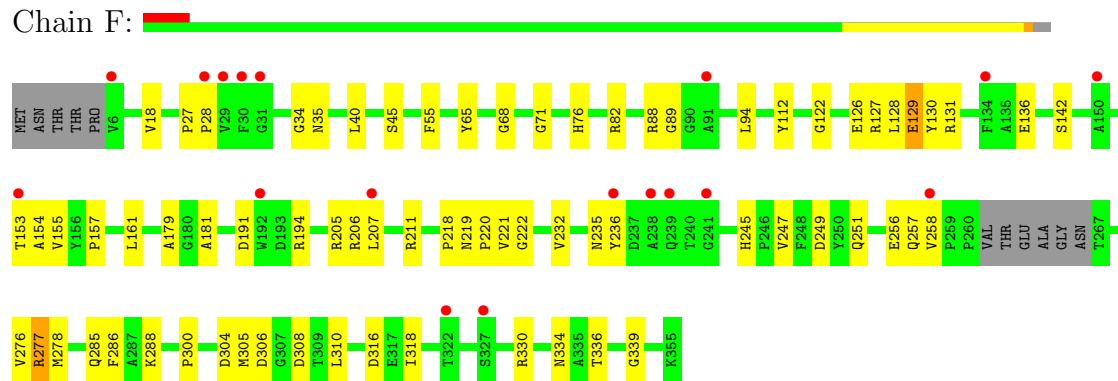 Chain F:
MET ASN THR THR PRO V6 V18 P27 P28 V29 F30 G31 G34 N35 L40 S45 F55 Y65 G68 G71 H76 R82 R88 G89 G90 A91 L94 Y112 G122 E126 R127 L128 E129 Y130 R131 F134 A135 E136 S142 A150
T153 A154 V155 Y156 P157 L161 A179 G180 A181 D191 W192 D193 R194 R205 R206 L207 R211 P218 N219 P220 V221 G222 V232 N235 Y236 D237 A238 Q239 T240 G241 H245 P246 V247 F248 D249 Y250 Q251 E256 Q257 V258 P259 P260 VAL THR GLU ALA GLY ASN T267
V276 R277 M278 Q285 F286 A287 K288 P300 D304 M305 D306 G307 D308 T309 L310 D316 E317 I318 T322 S327 R330 N334 A335 T336 G339 K355